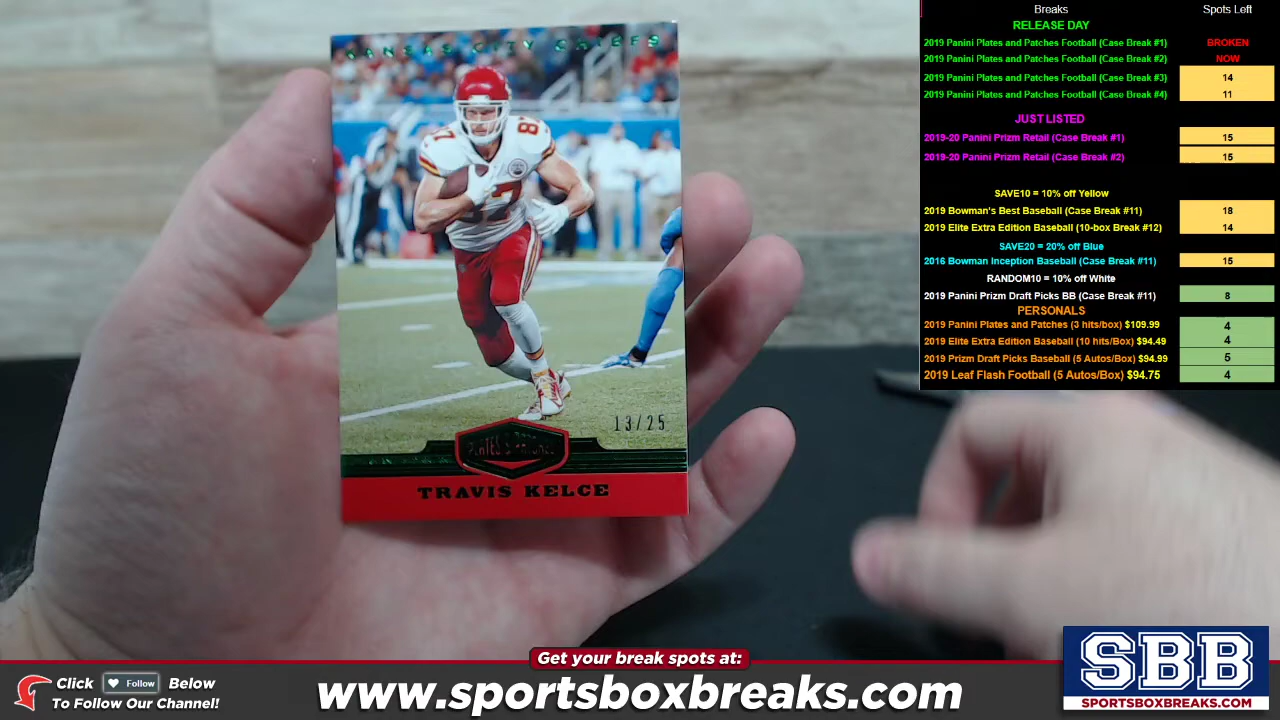 KANSAS CITY CHIEFS
87
87
13/25
PLATES & PATCHES
TRAVIS KELCE
Breaks Spots Left
RELEASE DAY
2019 Panini Plates and Patches Football (Case Break #1) BROKEN
2019 Panini Plates and Patches Football (Case Break #2) NOW
2019 Panini Plates and Patches Football (Case Break #3) 14
2019 Panini Plates and Patches Football (Case Break #4) 11
JUST LISTED
2019-20 Panini Prizm Retail (Case Break #1) 15
2019-20 Panini Prizm Retail (Case Break #2) 15
SAVE10 = 10% off Yellow
2019 Bowman's Best Baseball (Case Break #11) 18
2019 Elite Extra Edition Baseball (10-box Break #12) 14
SAVE20 = 20% off Blue
2016 Bowman Inception Baseball (Case Break #11) 15
RANDOM10 = 10% off White
2019 Panini Prizm Draft Picks BB (Case Break #11) 8
PERSONALS
2019 Panini Plates and Patches (3 hits/box) $109.99 4
2019 Elite Extra Edition Baseball (10 hits/Box) $94.49 4
2019 Prizm Draft Picks Baseball (5 Autos/Box) $94.99 5
2019 Leaf Flash Football (5 Autos/Box) $94.75 4
Get your break spots at:
Click Follow Below
To Follow Our Channel!
www.sportsboxbreaks.com
SBB
SPORTSBOXBREAKS.COM